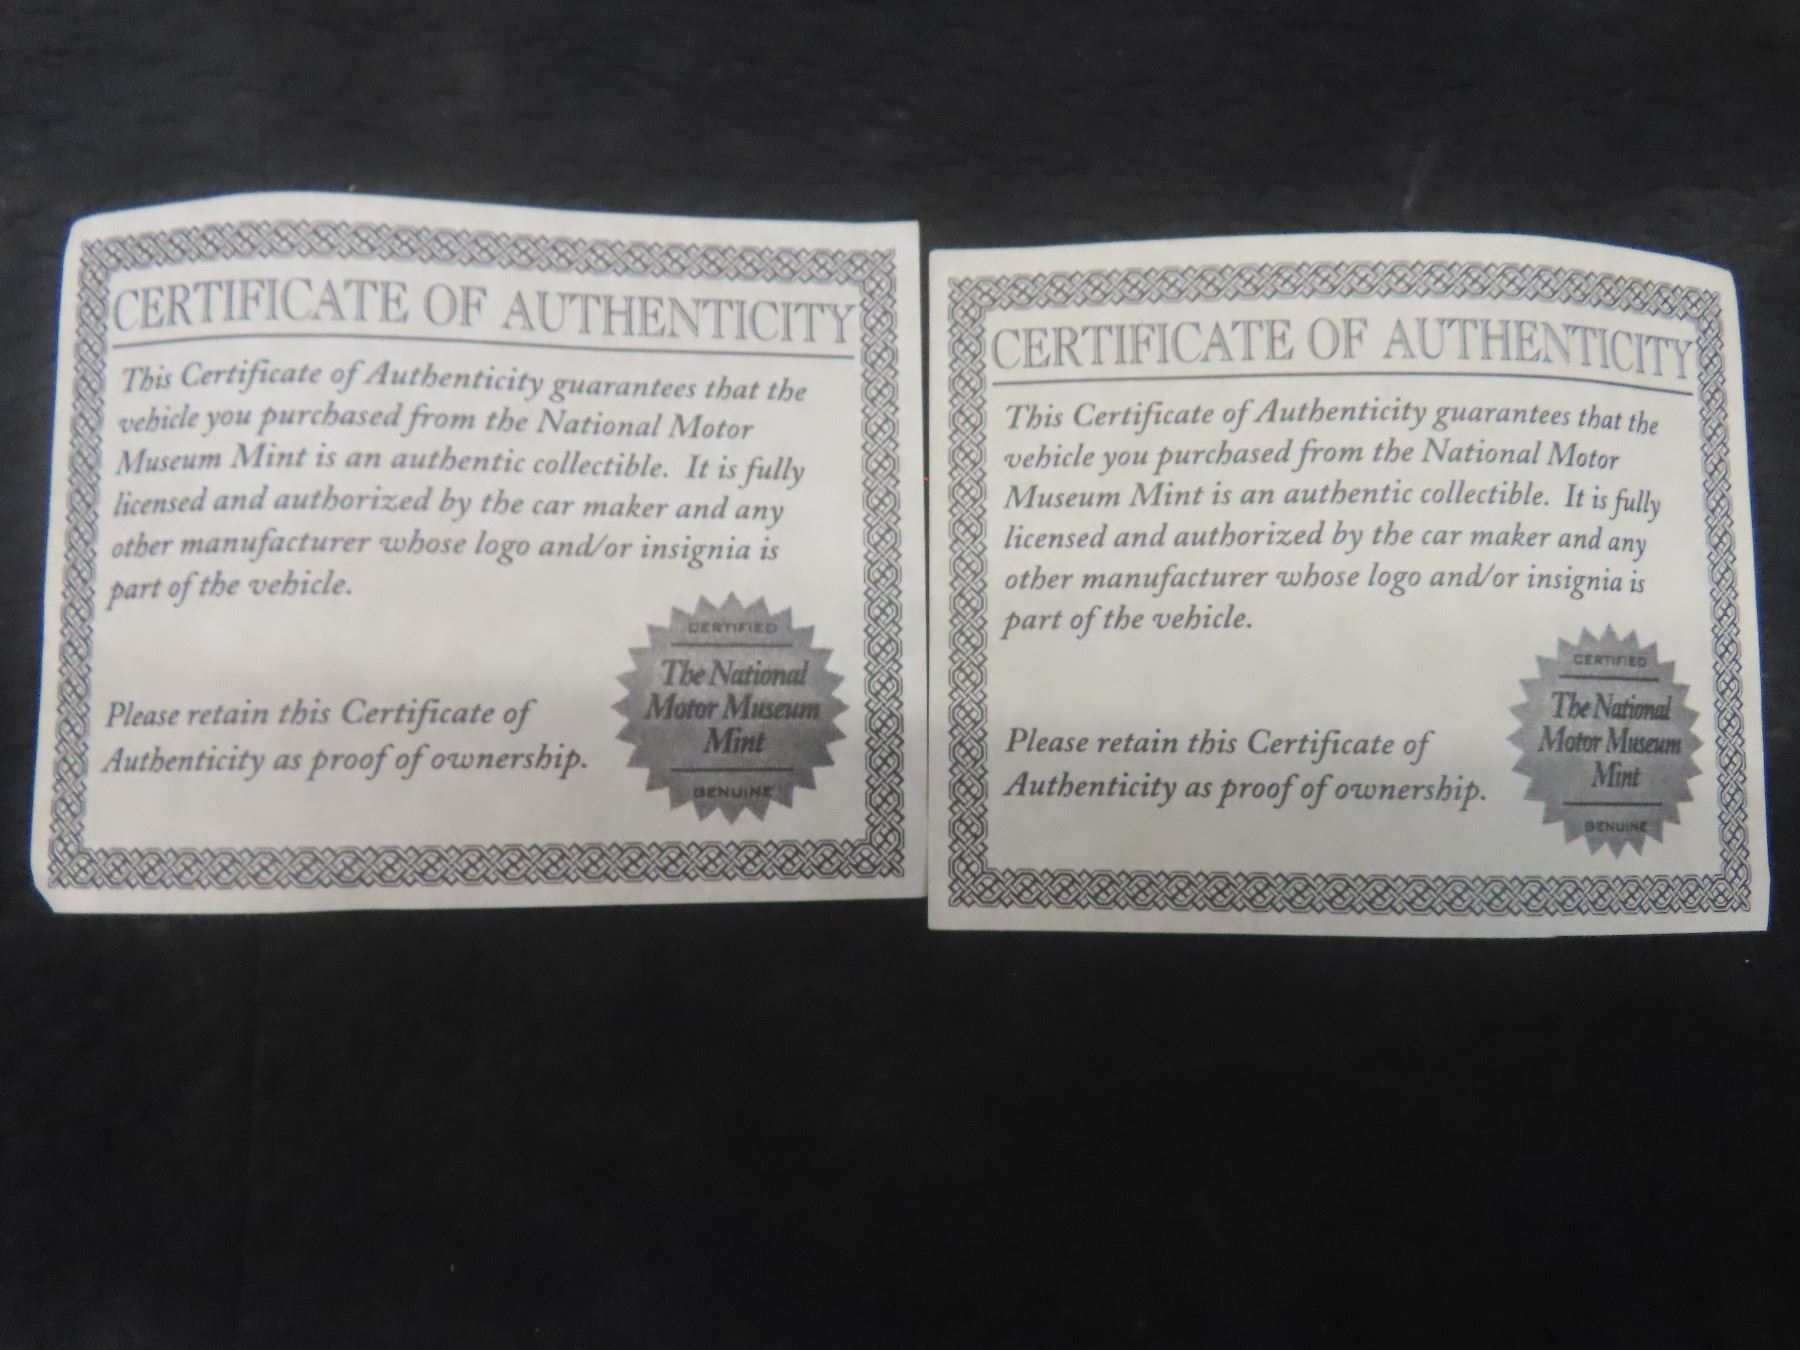 CERTIFICATE OF AUTHENTICITY
This Certificate of Authenticity guarantees that the
vehicle you purchased from the National Motor
Museum Mint is an authentic collectible. It is fully
licensed and authorized by the car maker and any
other manufacturer whose logo and/or insignia is
part of the vehicle.
Please retain this Certificate of
Authenticity as proof of ownership.
CERTIFIED
The National
Motor Museum
Mint
GENUINE
CERTIFICATE OF AUTHENTICITY
This Certificate of Authenticity guarantees that the
vehicle you purchased from the National Motor
Museum Mint is an authentic collectible. It is fully
licensed and authorized by the car maker and any
other manufacturer whose logo and/or insignia is
part of the vehicle.
Please retain this Certificate of
Authenticity as proof of ownership.
CERTIFIED
The National
Motor Museum
Mint
GENUINE